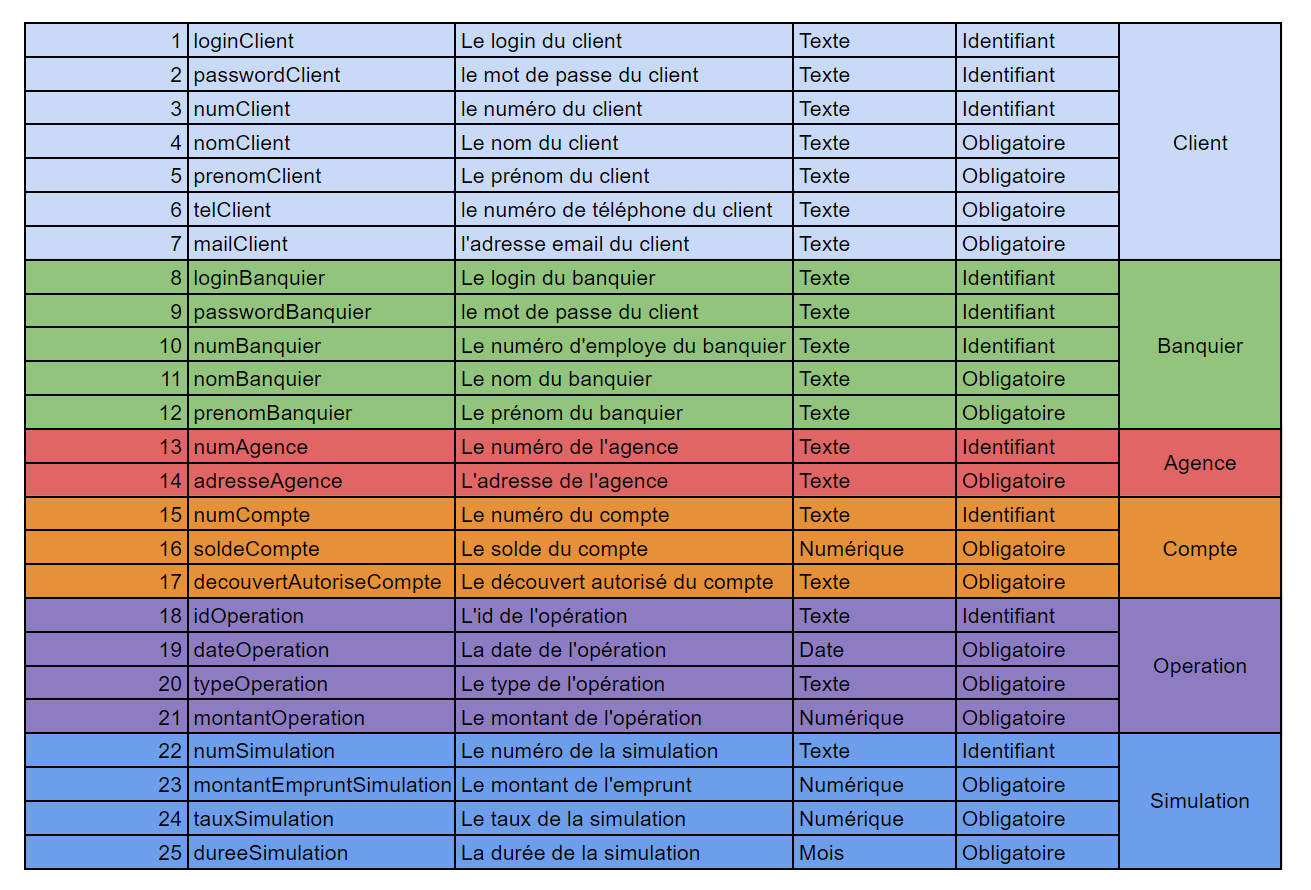 1 loginClient Le login du client Texte Identifiant
2 passwordClient le mot de passe du client Texte Identifiant
3 numClient le numéro du client Texte Identifiant
4 nomClient Le nom du client Texte Obligatoire Client
5 prenomClient Le prénom du client Texte Obligatoire
6 telClient le numéro de téléphone du client Texte Obligatoire
7 mailClient l'adresse email du client Texte Obligatoire
8 loginBanquier Le login du banquier Texte Identifiant
9 passwordBanquier le mot de passe du client Texte Identifiant
10 numBanquier Le numéro d'employe du banquier Texte Identifiant Banquier
11 nomBanquier Le nom du banquier Texte Obligatoire
12 prenomBanquier Le prénom du banquier Texte Obligatoire
13 numAgence Le numéro de l'agence Texte Identifiant
Agence
14 adresseAgence L'adresse de l'agence Texte Obligatoire
15 numCompte Le numéro du compte Texte Identifiant
16 soldeCompte Le solde du compte Numérique Obligatoire Compte
17 decouvertAutoriseCompte Le découvert autorisé du compte Texte Obligatoire
18 idOperation L'id de l'opération Texte Identifiant
19 dateOperation La date de l'opération Date Obligatoire
Operation
20 typeOperation Le type de l'opération Texte Obligatoire
21 montantOperation Le montant de l'opération Numérique Obligatoire
22 numSimulation Le numéro de la simulation Texte Identifiant
23 montantEmpruntSimulation Le montant de l'emprunt Numérique Obligatoire
Simulation
24 tauxSimulation Le taux de la simulation Numérique Obligatoire
25 dureeSimulation La durée de la simulation Mois Obligatoire